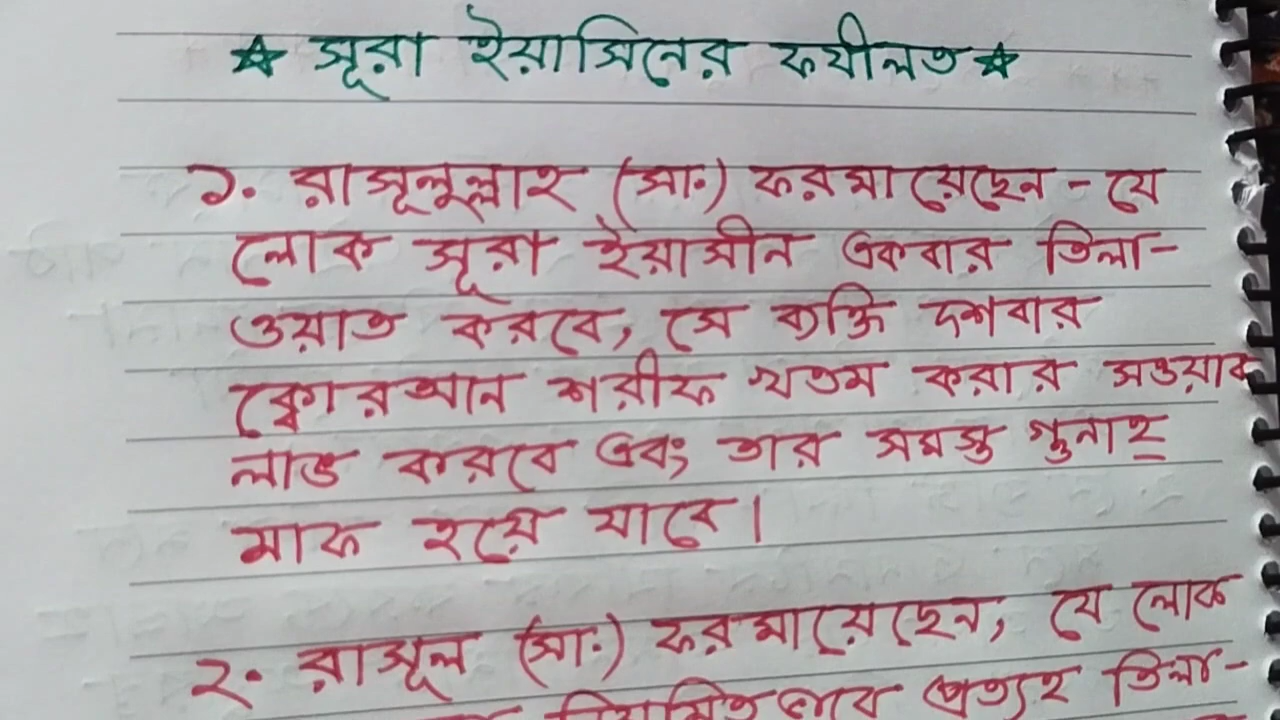 ★ সূরা ইয়াসিনের ফযীলত ★
১. রাসূলুল্লাহ (সা.) ফরমায়েছেন - যে
লোক সূরা ইয়াসীন একবার তিলা-
ওয়াত করবে, সে ব্যক্তি দশবার
ক্বোরআন শরীফ খতম করার সওয়াব
লাভ করবে এবং তার সমস্ত গুনাহ্
মাফ হয়ে যাবে।
২. রাসূল (সা.) ফরমায়েছেন, যে লোক
নিয়মিতভাবে প্রত্যহ তিলা-